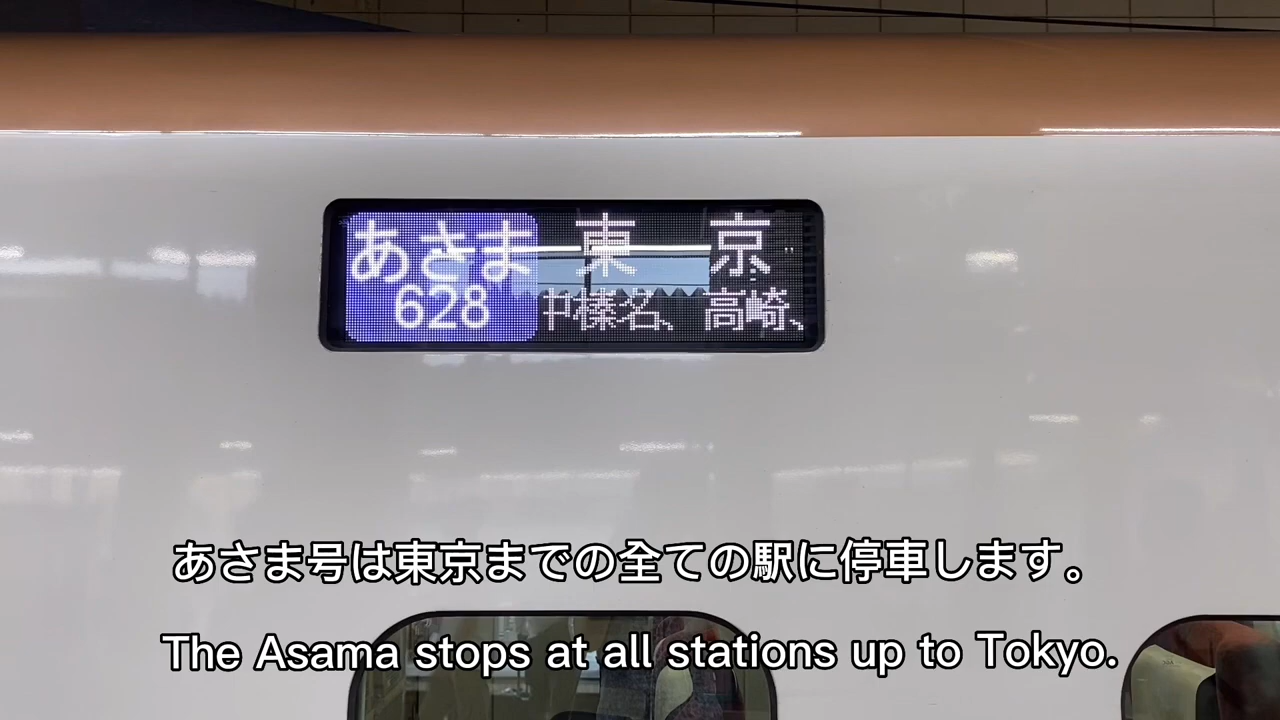 あさま 東京
628 中榛名、高崎、
あさま号は東京までの全ての駅に停車します。
The Asama stops at all stations up to Tokyo.